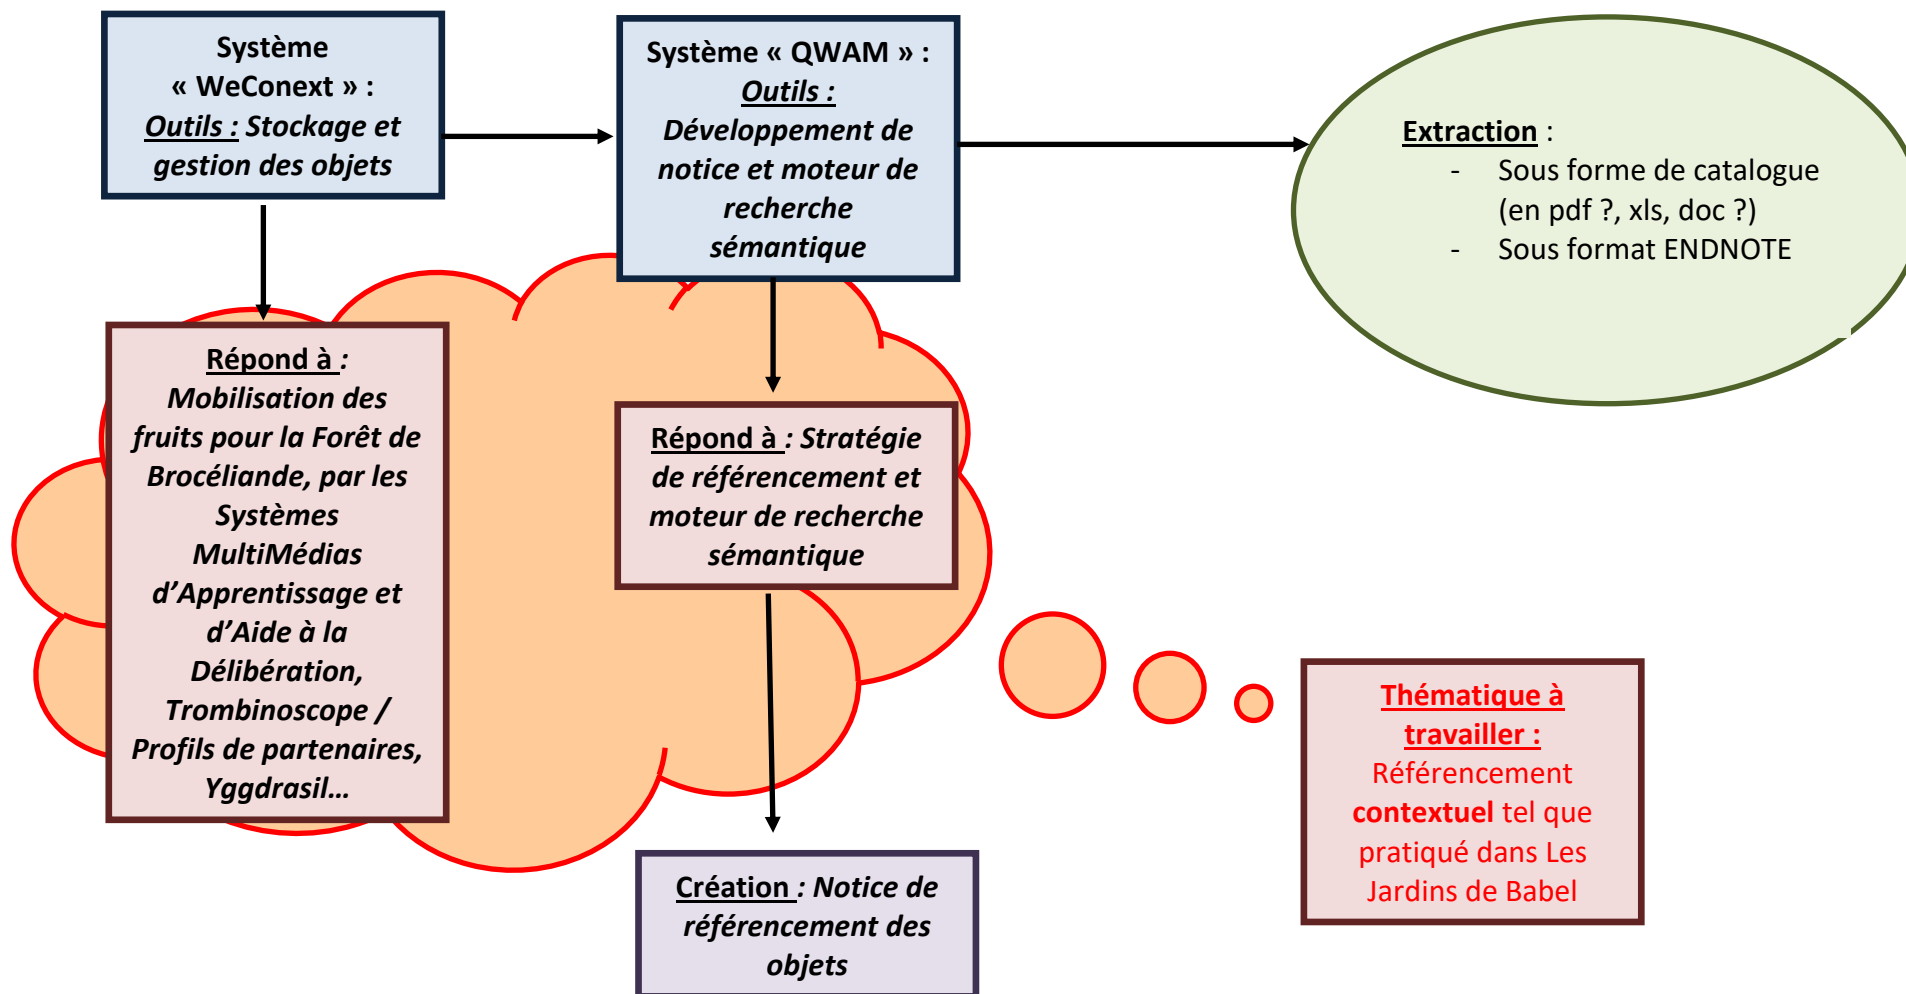 Système
« WeConext » :
Outils : Stockage et
gestion des objets
Système « QWAM » :
Outils :
Développement de
notice et moteur de
recherche
sémantique
Extraction :
- Sous forme de catalogue
(en pdf ?, xls, doc ?)
- Sous format ENDNOTE
Répond à :
Mobilisation des
fruits pour la Forêt de
Brocéliande, par les
Systèmes
MultiMédias
d’Apprentissage et
d’Aide à la
Délibération,
Trombinoscope /
Profils de partenaires,
Yggdrasil…
Répond à : Stratégie
de référencement et
moteur de recherche
sémantique
Thématique à
travailler :
Référencement
contextuel tel que
pratiqué dans Les
Jardins de Babel
Création : Notice de
référencement des
objets